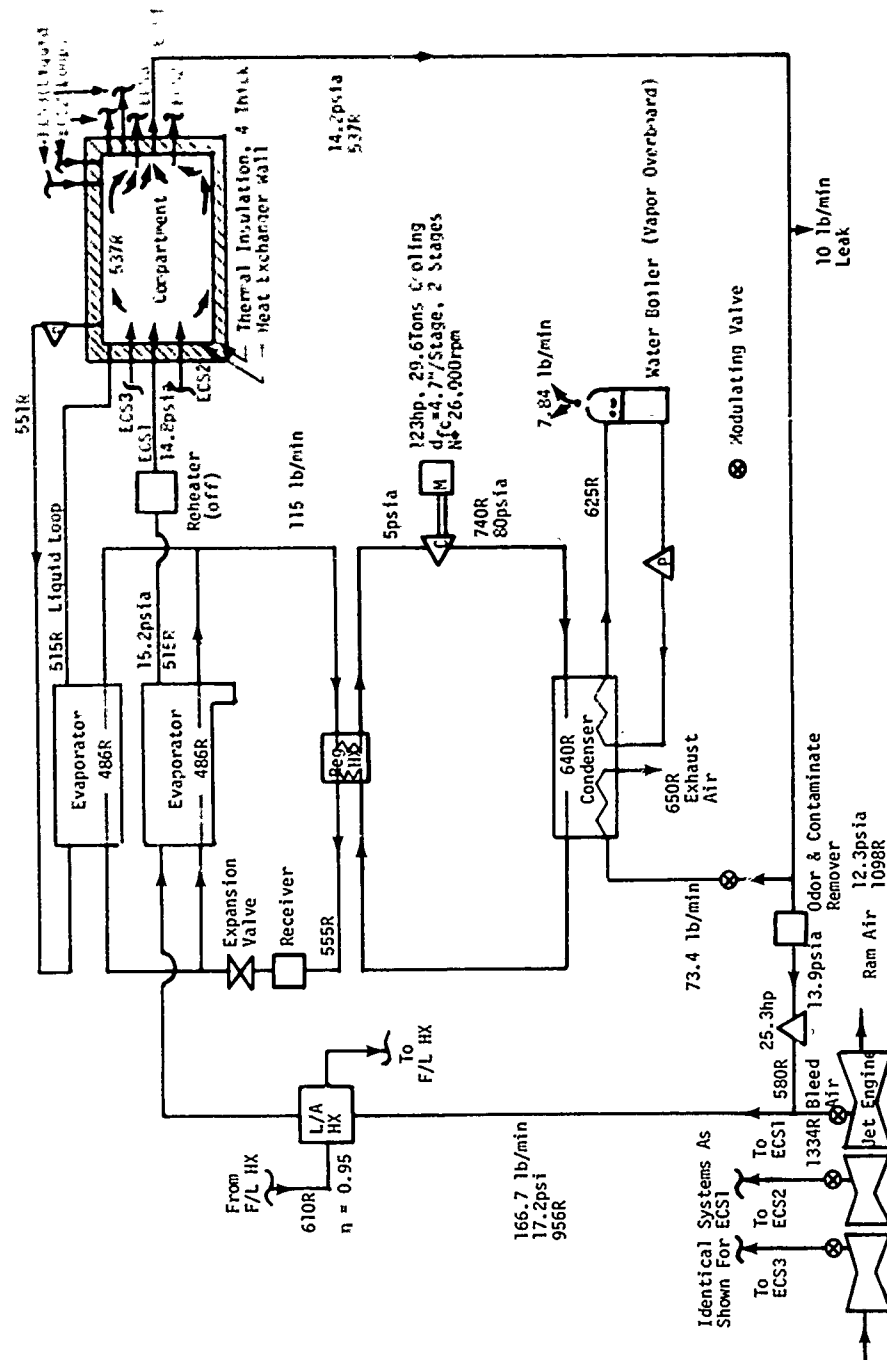 551R
537R
Compartment
Thermal Insulation, 4 Thick
Heat Exchanger Wall
14.2psia
537R
ECS3
ECS1
14.8psia
ECS2
Reheater
(off)
515R Liquid Loop
15.2psia
Evaporator
486R
Evaporator
486R
115 lb/min
123hp, 29.6Tons Cooling
dfc=4.7"/Stage, 2 Stages
N=26,000rpm
M
C
5psia
740R
80psia
Reg
HX
Expansion
Valve
Receiver
555R
7.84 lb/min
Water Boiler (Vapor Overboard)
625R
P
640R
Condenser
650R
Exhaust
Air
10 lb/min
Leak
Modulating Valve
73.4 lb/min
Odor & Contaminate
Remover
13.9psia
25.3hp
580R
From
F/L HX
610R
η = 0.95
L/A
HX
To
F/L HX
166.7 lb/min
17.2psi
956R
Identical Systems As
Shown For ECS1
To
ECS3
To
ECS2
To
ECS1
1334R Bleed
Air
Jet Engine
Ram Air
12.3psia
1098R